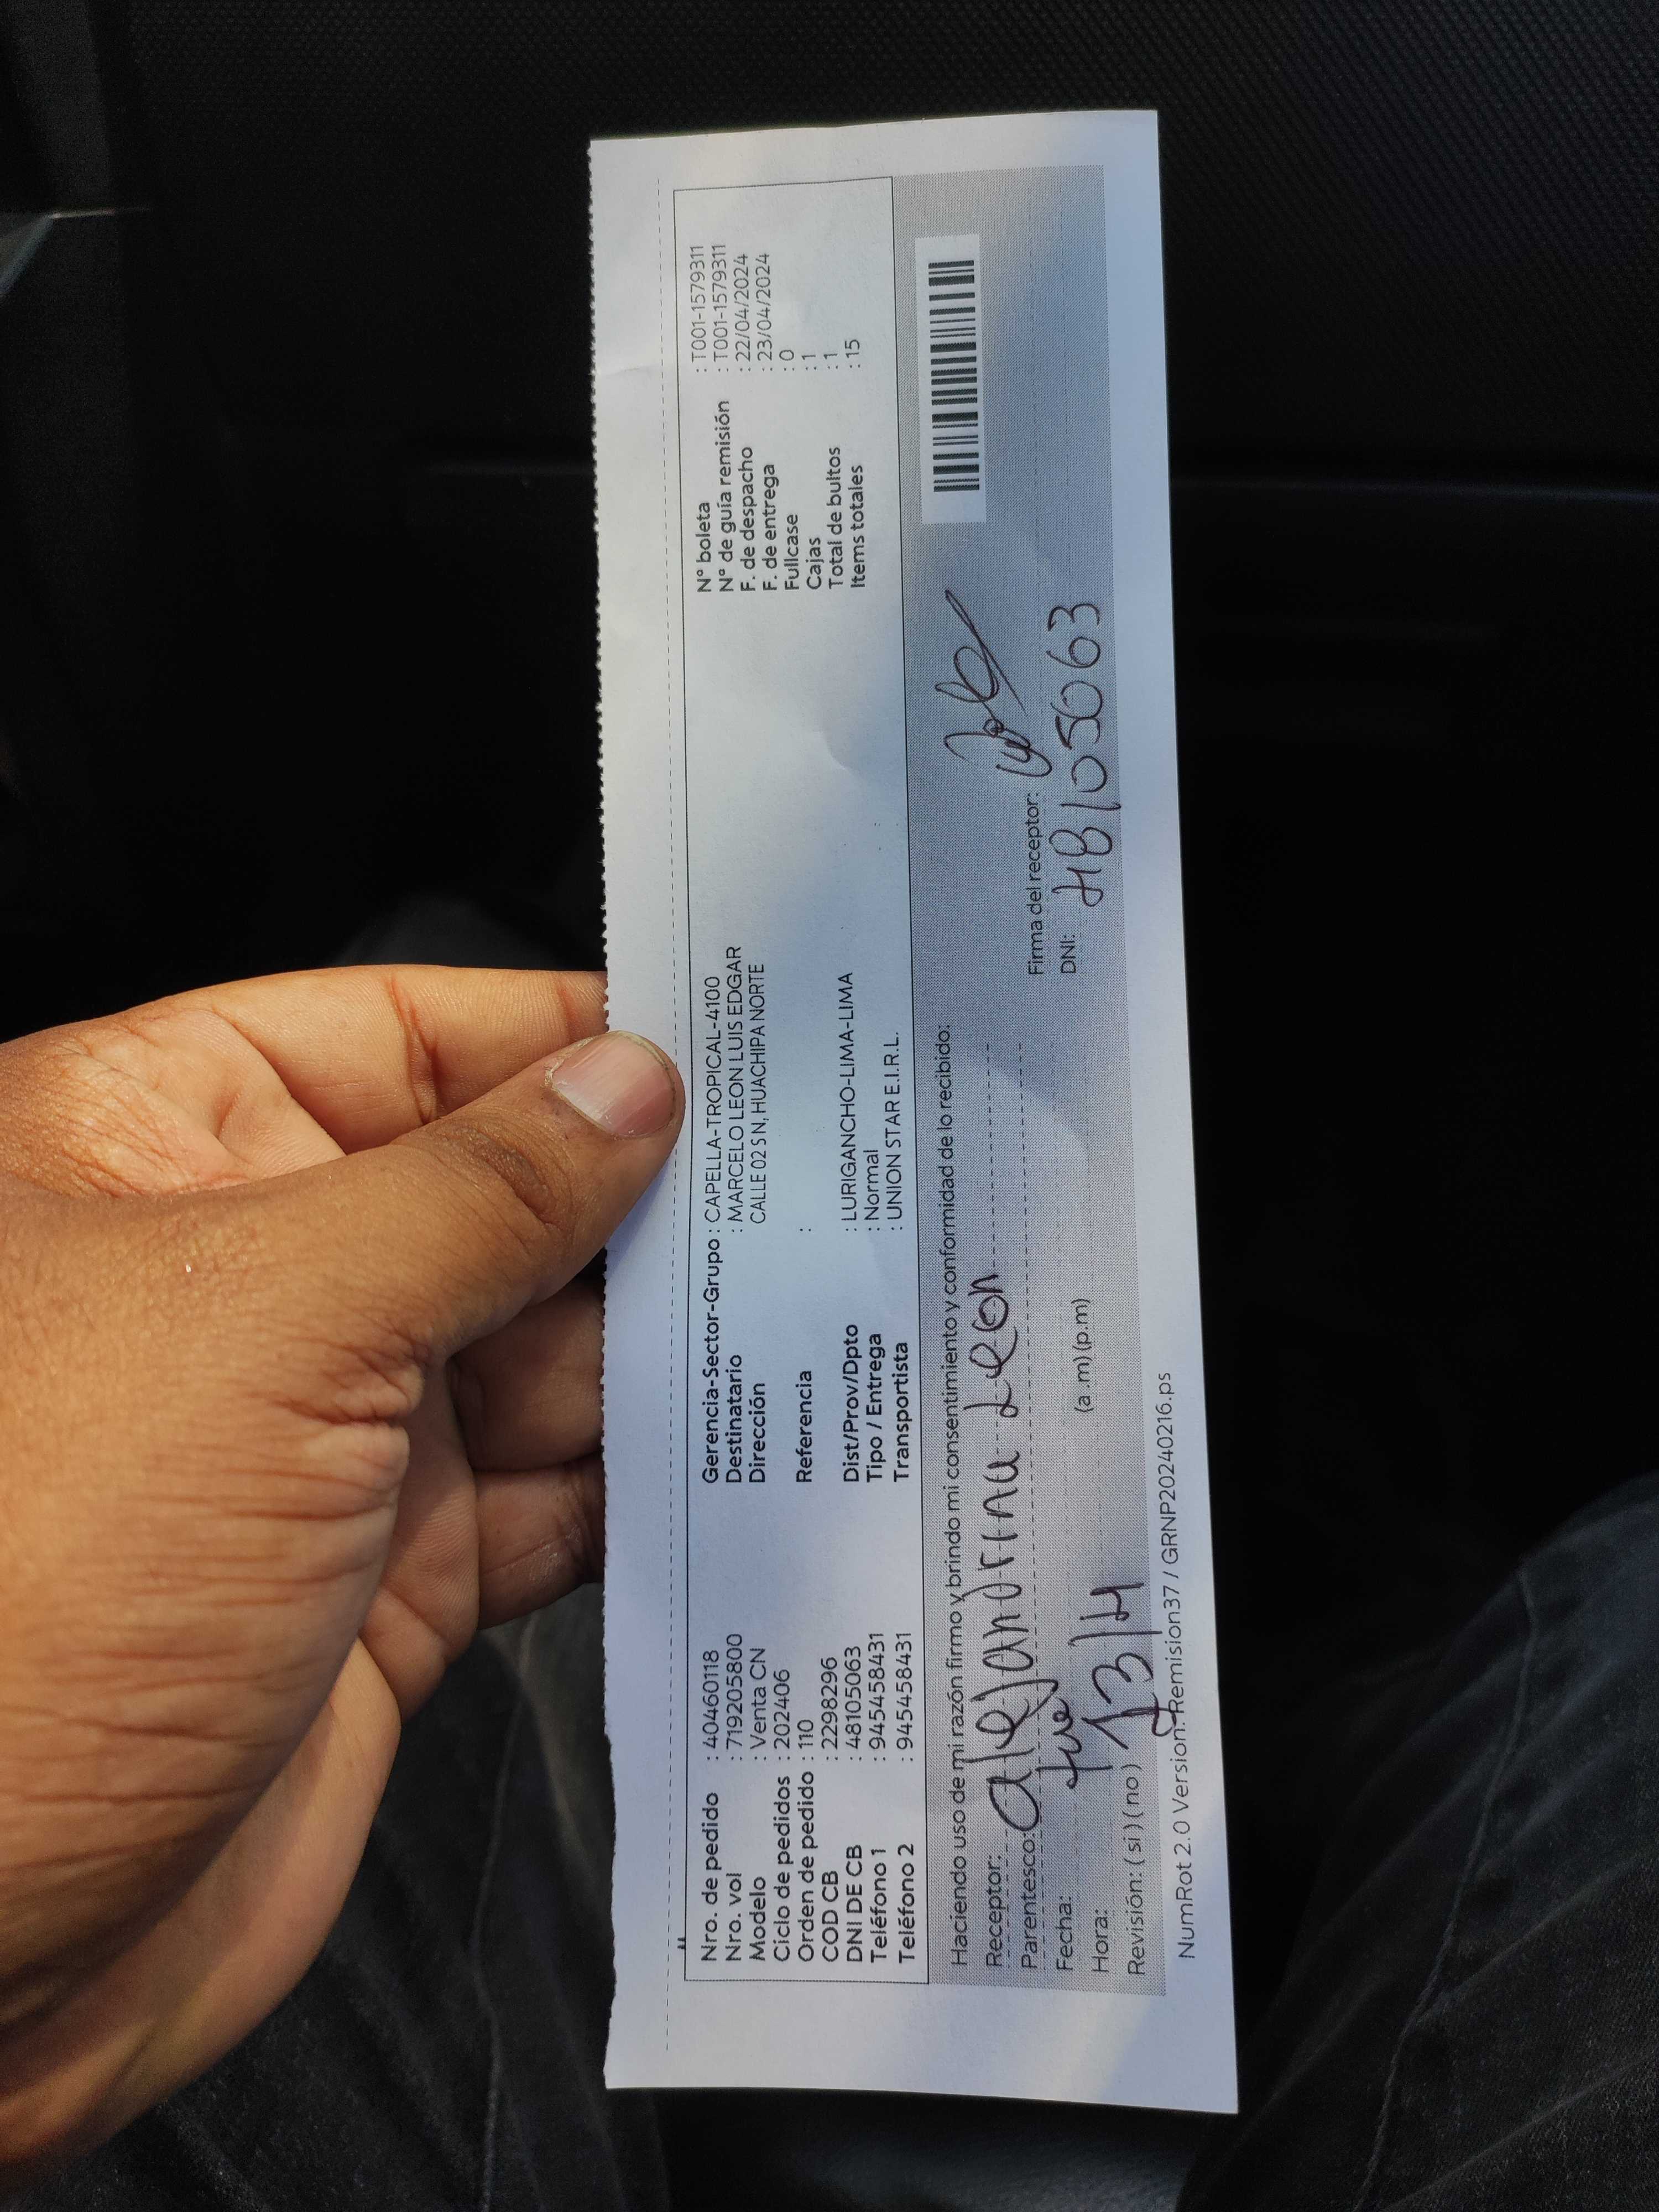 Nro. de pedido : 40460118
Nro. vol : 719205800
Modelo : Venta CN
Ciclo de pedidos : 202406
Orden de pedido : 110
COD CB : 2298296
DNI DE CB : 48105063
Teléfono 1 : 945458431
Teléfono 2 : 945458431
Gerencia-Sector-Grupo : CAPELLA-TROPICAL-4100
Destinatario : MARCELO LEON LUIS EDGAR
Dirección CALLE 02 S N, HUACHIPA NORTE
Referencia :
Dist/Prov/Dpto : LURIGANCHO-LIMA-LIMA
Tipo / Entrega : Normal
Transportista : UNION STAR E.I.R.L.
N° boleta : T001-1579311
N° de guía remisión : T001-1579311
F. de despacho : 22/04/2024
F. de entrega : 23/04/2024
Fullcase : 0
Cajas : 1
Total de bultos : 1
Items totales : 15
Haciendo uso de mi razón firmo y brindo mi consentimiento y conformidad de lo recibido:
Receptor: alejandrina Leon
Parentesco:
Fecha:
Hora: (a.m) (p.m)
Revisión: ( si ) ( no )
Firma del receptor:
DNI: 48105063
NumRot 2.0 Version: Remision37 / GRNP20240216.ps